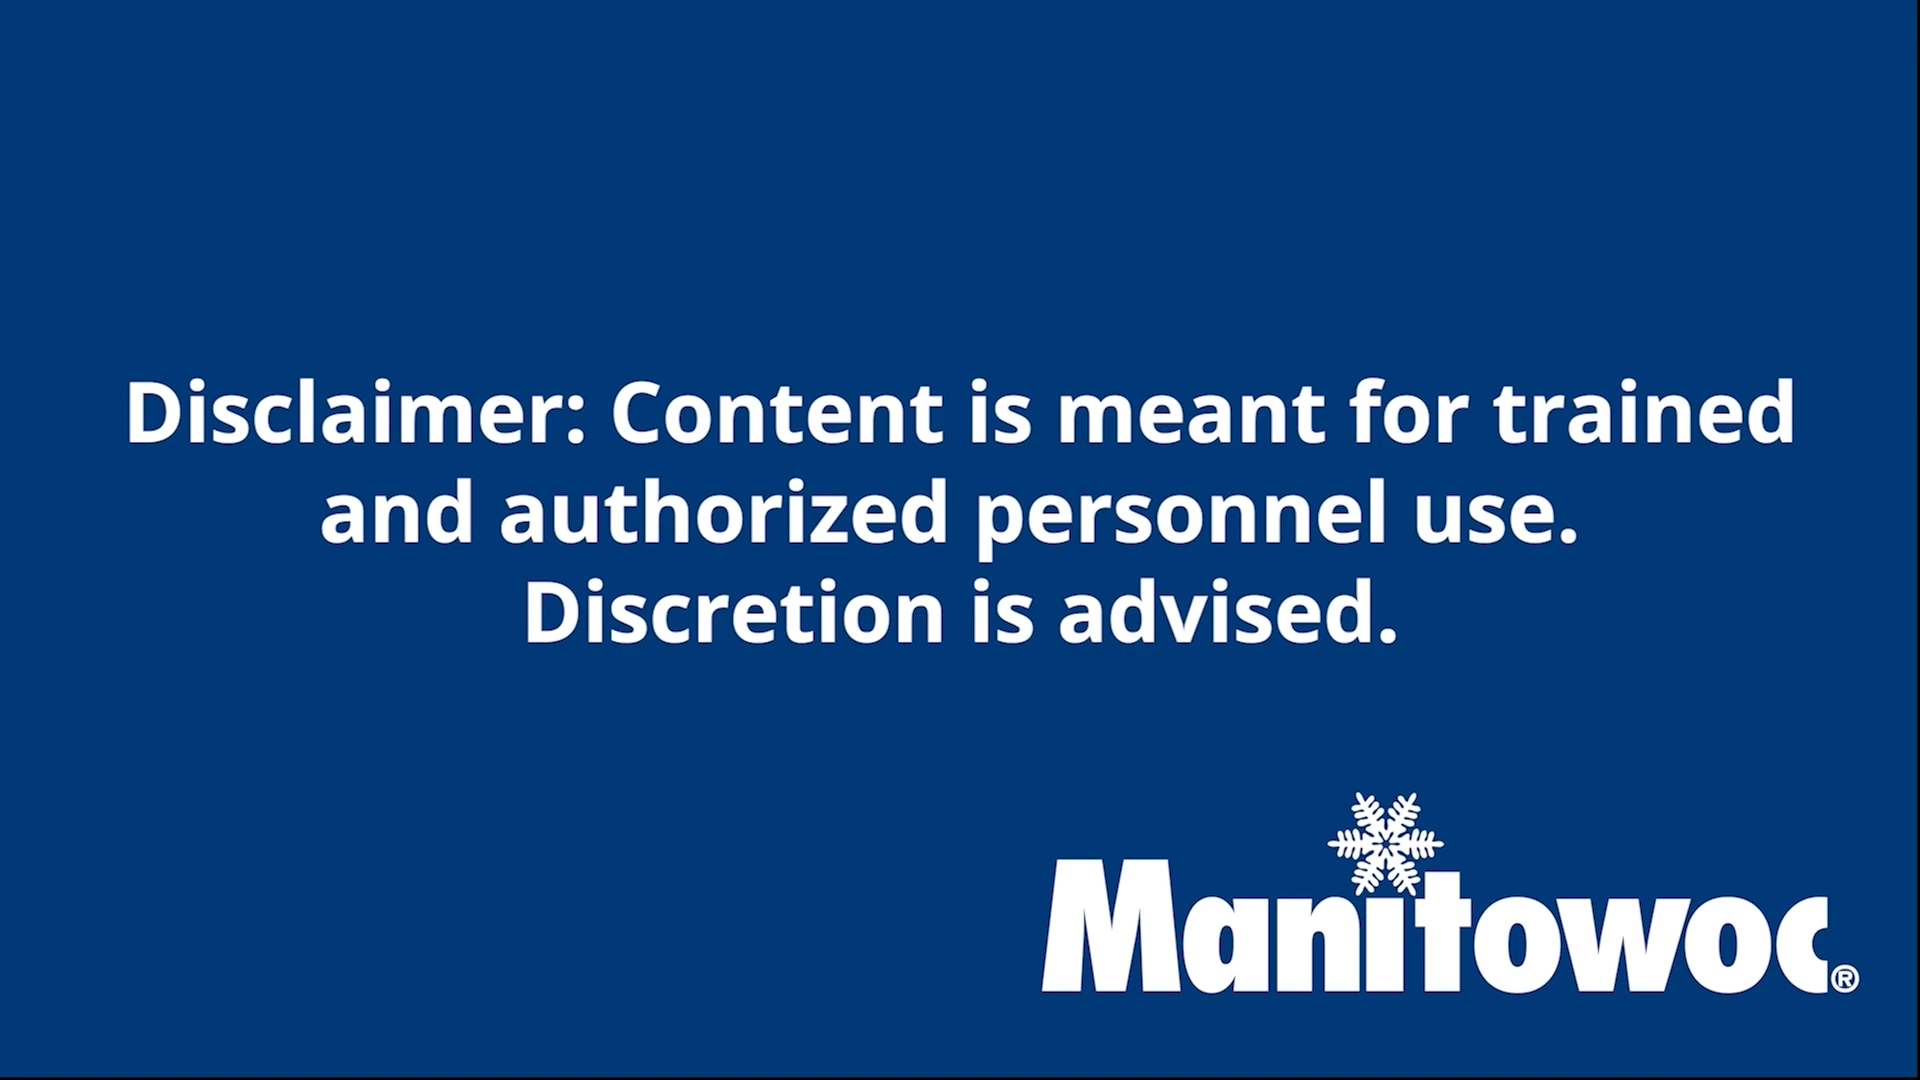 Disclaimer: Content is meant for trained
and authorized personnel use.
Discretion is advised.
Manitowoc®